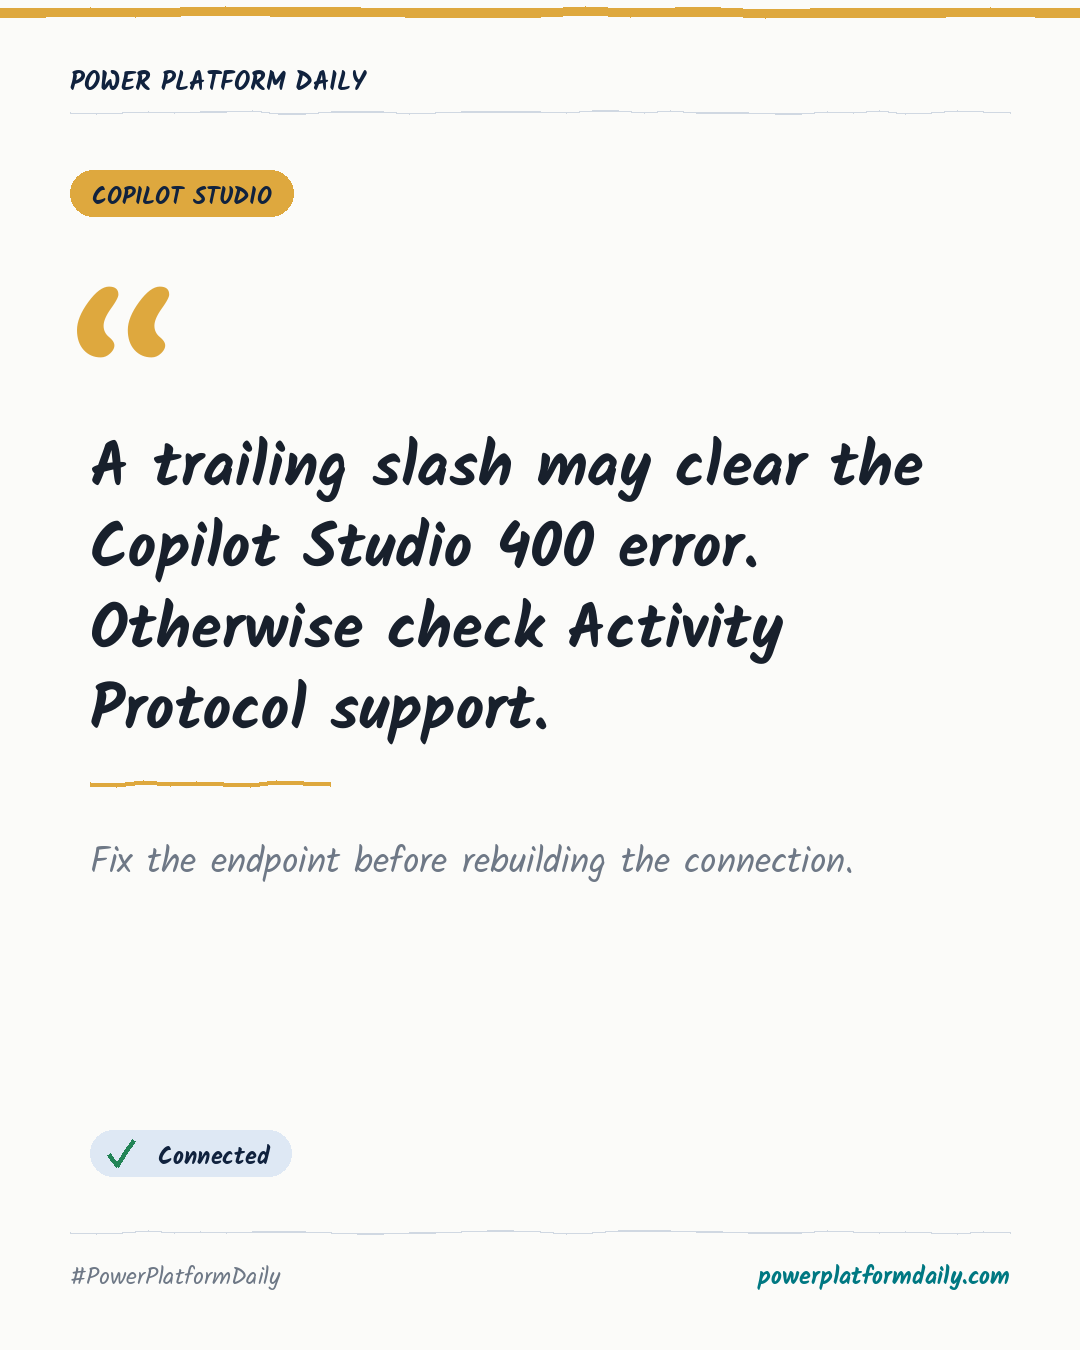 POWER PLATFORM DAILY
COPILOT STUDIO
“
A trailing slash may clear the
Copilot Studio 400 error.
Otherwise check Activity
Protocol support.
Fix the endpoint before rebuilding the connection.
Connected
#PowerPlatformDaily
powerplatformdaily.com